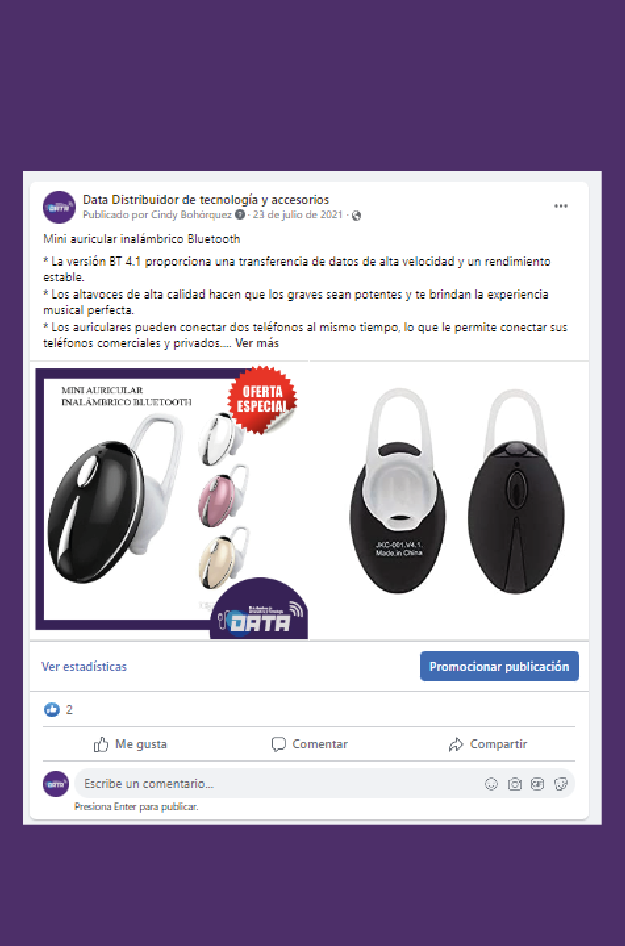 Data Distribuidor de tecnología y accesorios
Publicado por Cindy Bohórquez · 23 de julio de 2021 ·
Mini auricular inalámbrico Bluetooth
* La versión BT 4.1 proporciona una transferencia de datos de alta velocidad y un rendimiento
estable.
* Los altavoces de alta calidad hacen que los graves sean potentes y te brindan la experiencia
musical perfecta.
* Los auriculares pueden conectar dos teléfonos al mismo tiempo, lo que le permite conectar sus
teléfonos comerciales y privados.... Ver más
MINI AURICULAR
INALÁMBRICO BLUETOOTH
OFERTA
ESPECIAL
JKC-001.V4.1
Made in China
DATA
Ver estadísticas
Promocionar publicación
2
Me gusta
Comentar
Compartir
Escribe un comentario...
GIF
Presiona Enter para publicar.